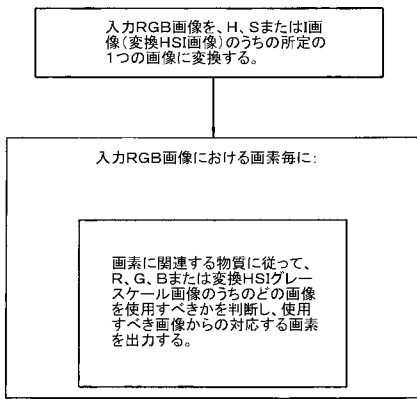 入力RGB画像を、H、SまたはI画
像(変換HSI画像)のうちの所定の
1つの画像に変換する。
入力RGB画像における画素毎に:
画素に関連する物質に従って、
R、G、Bまたは変換HSIグレー
スケール画像のうちのどの画像
を使用すべきかを判断し、使用
すべき画像からの対応する画素
を出力する。